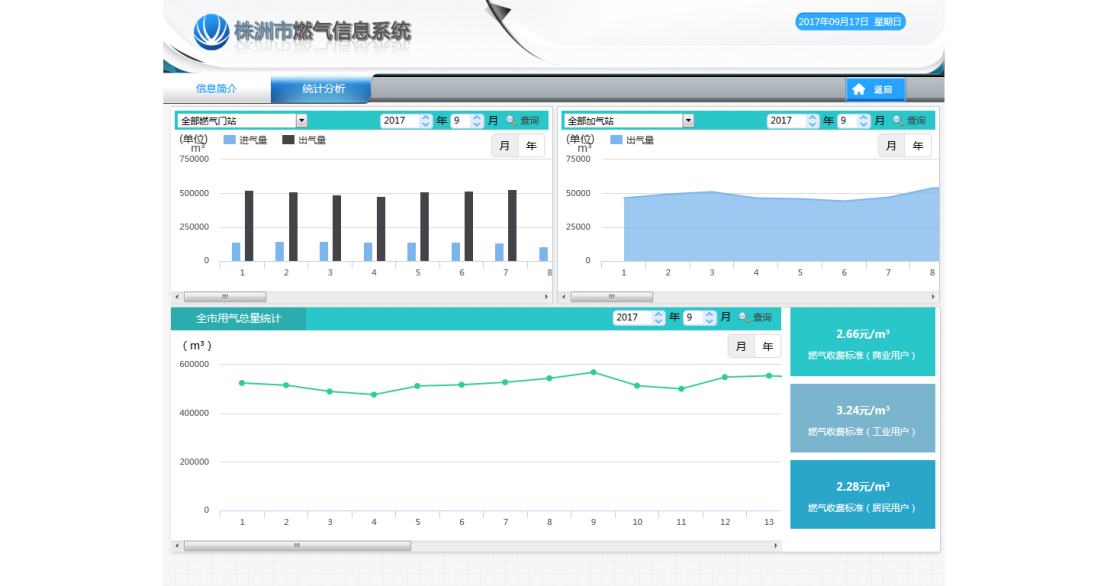 株洲市燃气信息系统
2017年09月17日 星期日
信息简介
统计分析
返回
全部燃气门站
2017 年 9 月 查询
(单位)
m³
进气量 出气量
月 年
750000
500000
250000
0
1 2 3 4 5 6 7 8
全部加气站
2017 年 9 月 查询
(单位)
m³
出气量
月 年
75000
50000
25000
0
1 2 3 4 5 6 7 8
全市用气总量统计
2017 年 9 月 查询
( m³ )
月 年
600000
400000
200000
0
1 2 3 4 5 6 7 8 9 10 11 12 13
2.66元/m³
燃气收费标准 ( 商业用户 )
3.24元/m³
燃气收费标准 ( 工业用户 )
2.28元/m³
燃气收费标准 ( 居民用户 )